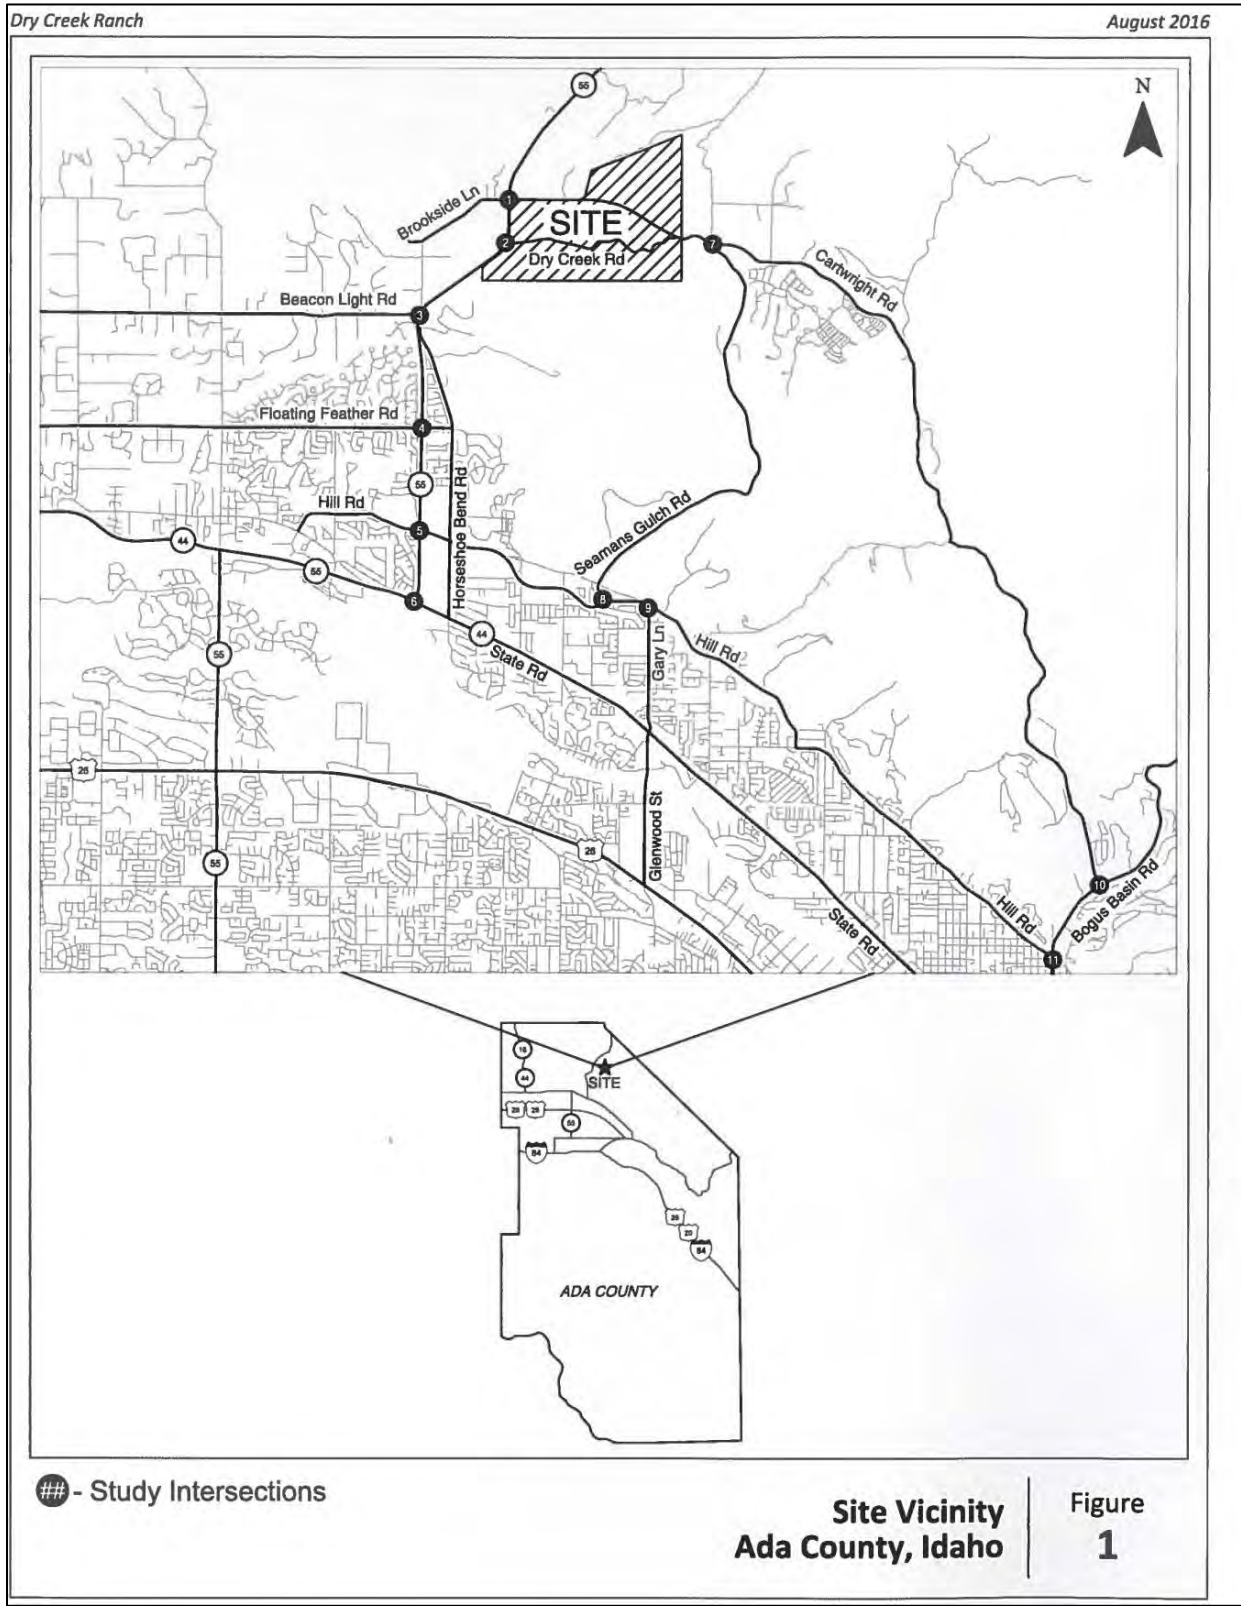 Dry Creek Ranch
August 2016
55
N
Brookside Ln
1
SITE
2
Dry Creek Rd
7
Cartwright Rd
Beacon Light Rd
3
Floating Feather Rd
4
55
Horseshoe Bend Rd
Hill Rd
5
Seamans Gulch Rd
44
55
6
8
9
44
State Rd
Gary Ln
Hill Rd
55
26
Glenwood St
26
55
State Rd
Hill Rd
10
Bogus Basin Rd
11
16
44
SITE
55
84
26
20
84
ADA COUNTY
## - Study Intersections
Site Vicinity
Ada County, Idaho
Figure
1